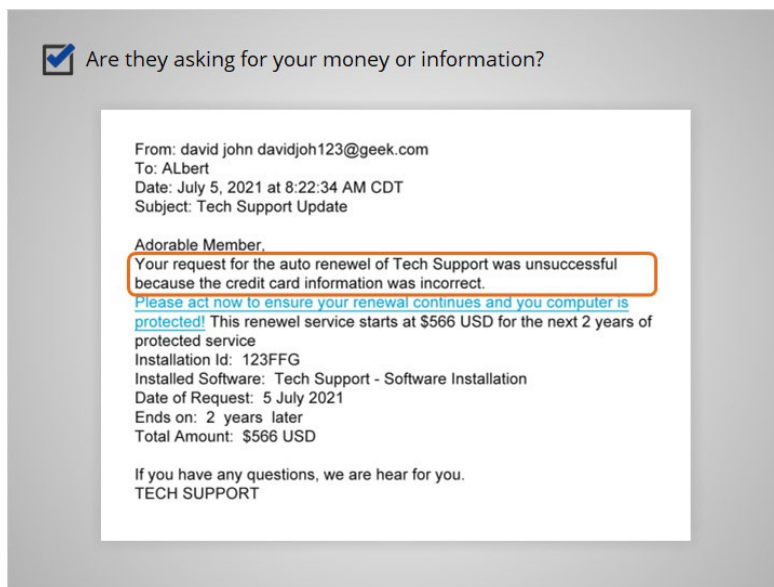 Are they asking for your money or information?
From: david john davidjoh123@geek.com
To: ALbert
Date: July 5, 2021 at 8:22:34 AM CDT
Subject: Tech Support Update
Adorable Member,
Your request for the auto renewel of Tech Support was unsuccessful
because the credit card information was incorrect.
Please act now to ensure your renewal continues and you computer is
protected! This renewel service starts at $566 USD for the next 2 years of
protected service
Installation Id: 123FFG
Installed Software: Tech Support - Software Installation
Date of Request: 5 July 2021
Ends on: 2 years later
Total Amount: $566 USD
If you have any questions, we are hear for you.
TECH SUPPORT